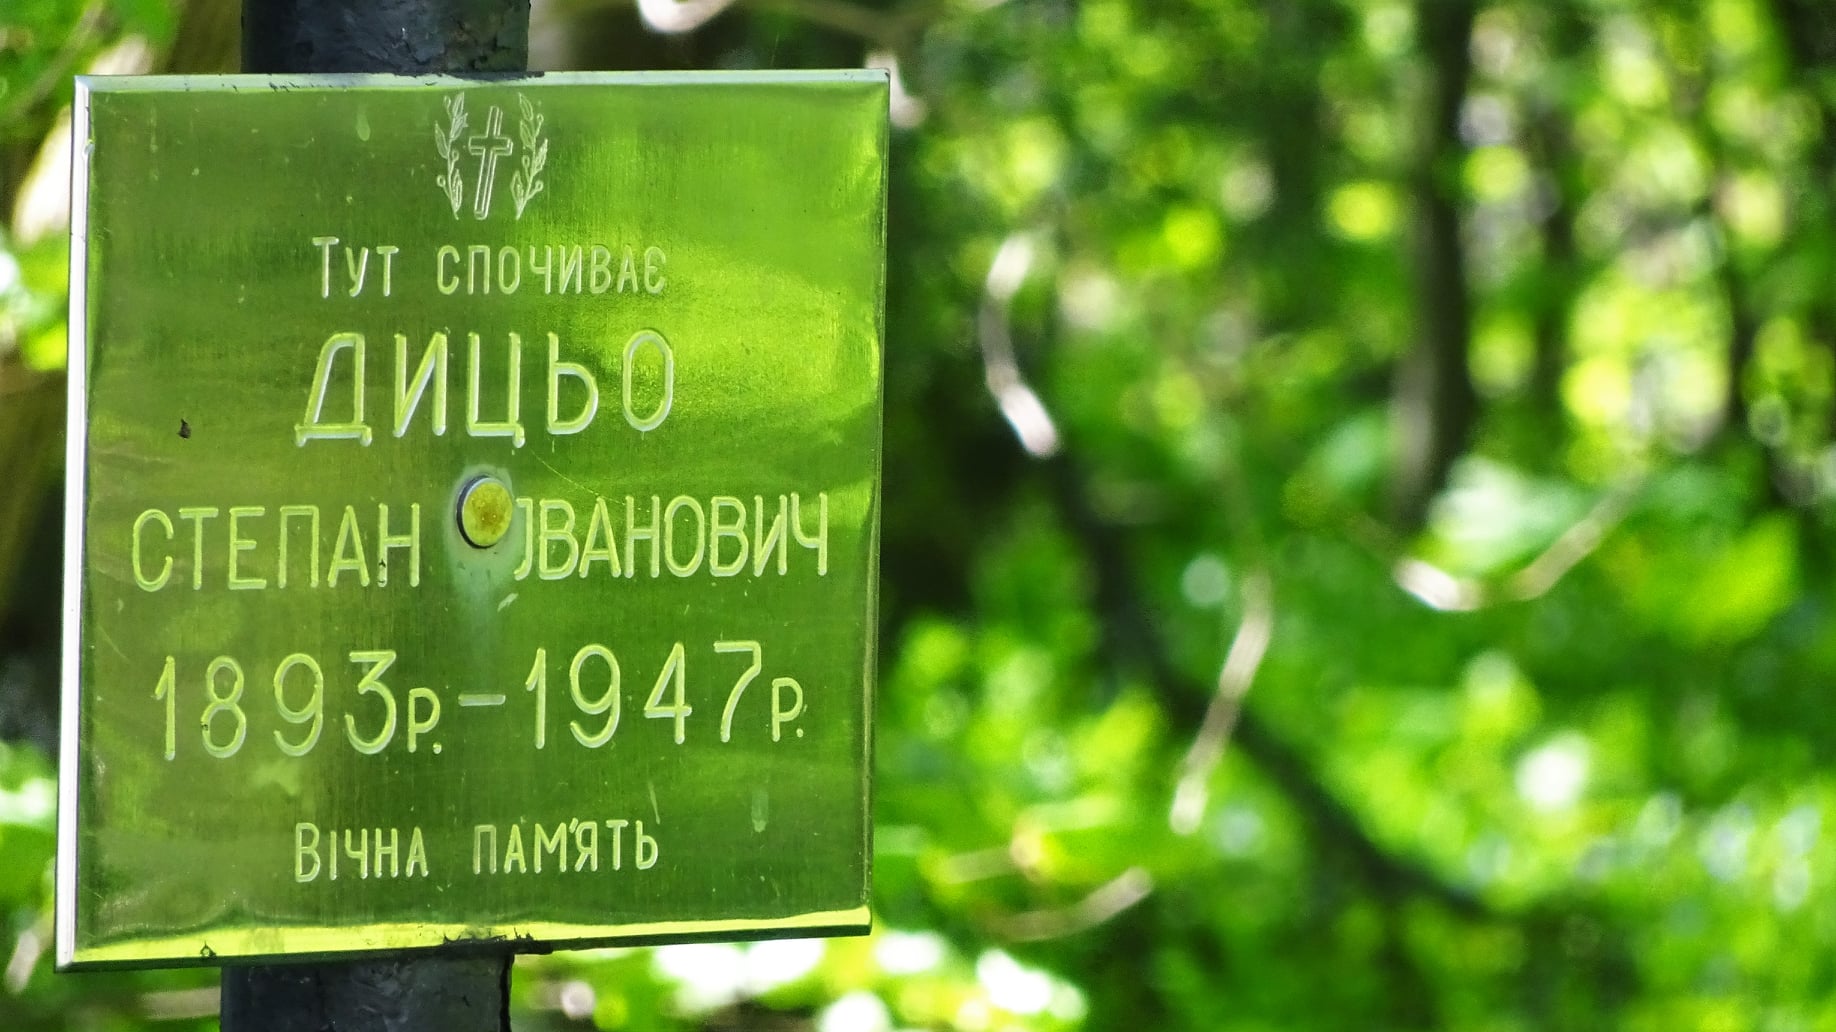 Тут спочиває
ДИЦЬО
СТЕПАН ІВАНОВИЧ
1893р.-1947р.
Вічна пам'ять